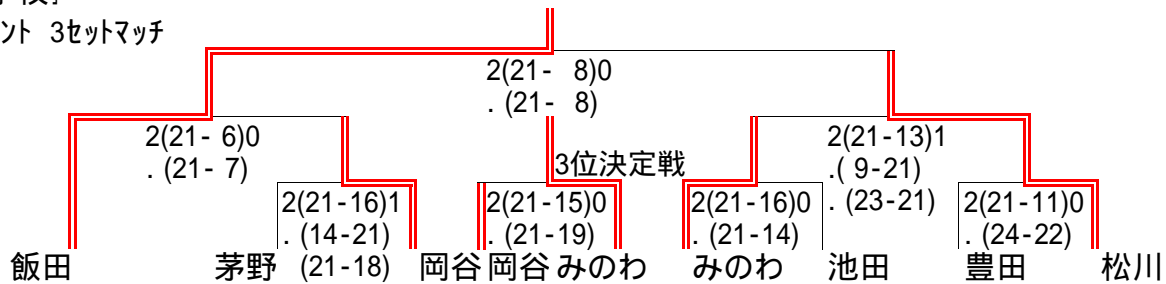 ント 3セットマッチ
2(21- 8)0
. (21- 8)
2(21- 6)0
. (21- 7)
2(21-13)1
.( 9-21)
. (23-21)
3位決定戦
2(21-16)1
. (14-21)
(21-18)
2(21-15)0
. (21-19)
2(21-16)0
. (21-14)
2(21-11)0
. (24-22)
飯田 茅野 岡谷 岡谷 みのわ みのわ 池田 豊田 松川